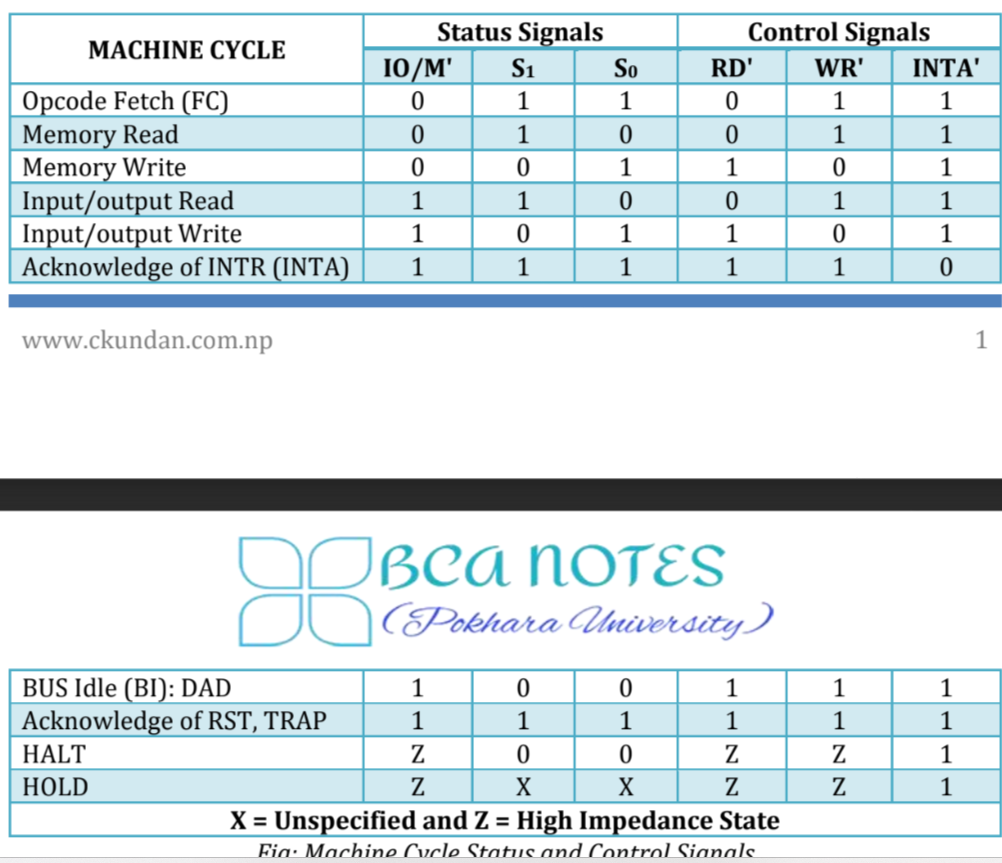 MACHINE CYCLE Status Signals Control Signals
IO/M' S1 S0 RD' WR' INTA'
Opcode Fetch (FC) 0 1 1 0 1 1
Memory Read 0 1 0 0 1 1
Memory Write 0 0 1 1 0 1
Input/output Read 1 1 0 0 1 1
Input/output Write 1 0 1 1 0 1
Acknowledge of INTR (INTA) 1 1 1 1 1 0
www.ckundan.com.np 1
BCA NOTES
(Pokhara University)
BUS Idle (BI): DAD 1 0 0 1 1 1
Acknowledge of RST, TRAP 1 1 1 1 1 1
HALT Z 0 0 Z Z 1
HOLD Z X X Z Z 1
X = Unspecified and Z = High Impedance State
Fig: Machine Cycle Status and Control Signals